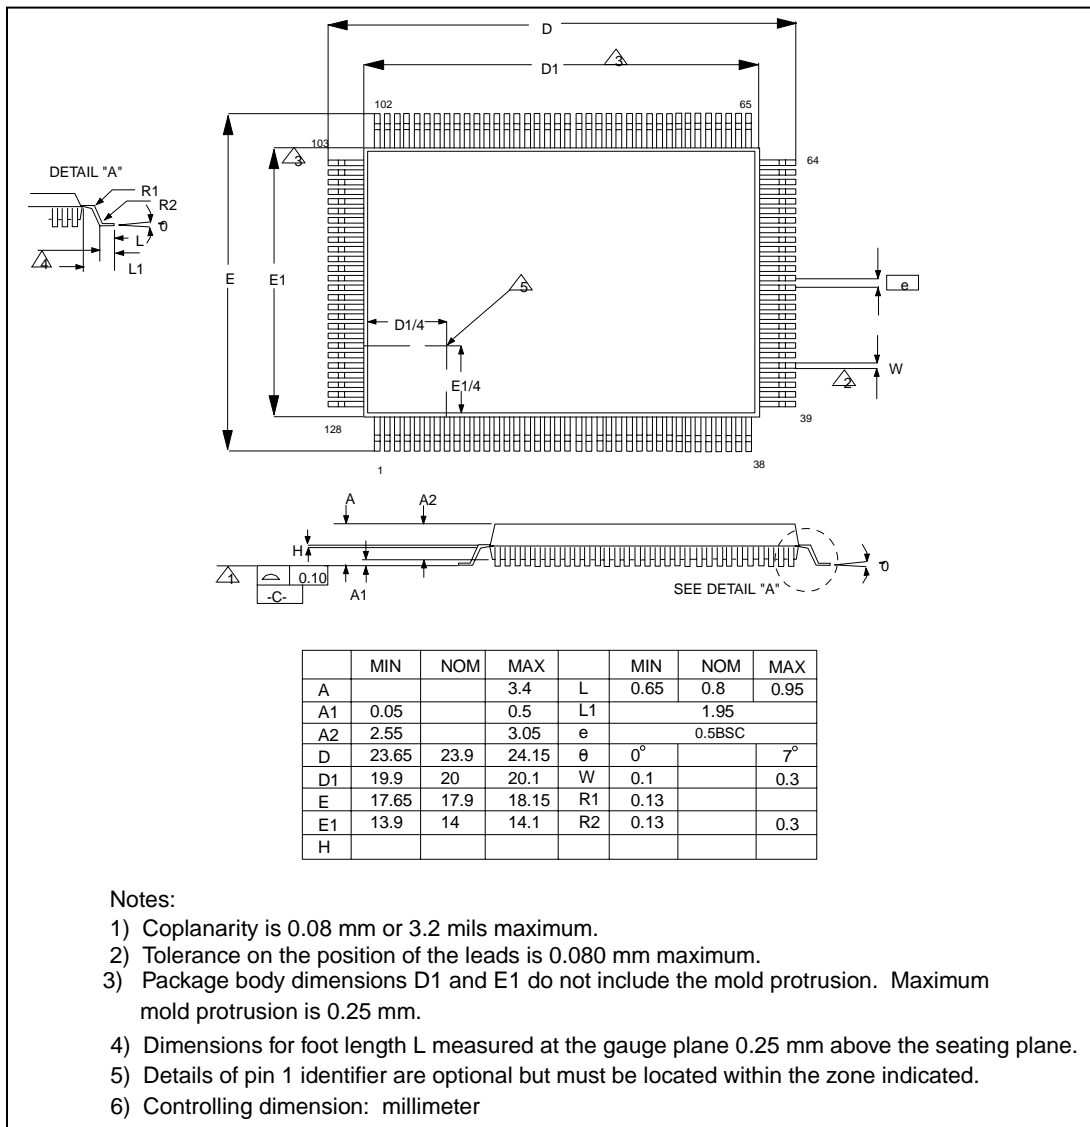 D
D1
3
102
65
103
3
64
DETAIL "A"
R1
R2
0
L
4
L1
E
E1
5
e
D1/4
E1/4
W
2
128
39
1
38
A
A2
H
1
0.10
-C-
A1
SEE DETAIL "A"
0
MIN NOM MAX MIN NOM MAX
A 3.4 L 0.65 0.8 0.95
A1 0.05 0.5 L1 1.95
A2 2.55 3.05 e 0.5BSC
D 23.65 23.9 24.15 θ 0° 7°
D1 19.9 20 20.1 W 0.1 0.3
E 17.65 17.9 18.15 R1 0.13
E1 13.9 14 14.1 R2 0.13 0.3
H
Notes:
1) Coplanarity is 0.08 mm or 3.2 mils maximum.
2) Tolerance on the position of the leads is 0.080 mm maximum.
3) Package body dimensions D1 and E1 do not include the mold protrusion. Maximum
mold protrusion is 0.25 mm.
4) Dimensions for foot length L measured at the gauge plane 0.25 mm above the seating plane.
5) Details of pin 1 identifier are optional but must be located within the zone indicated.
6) Controlling dimension: millimeter